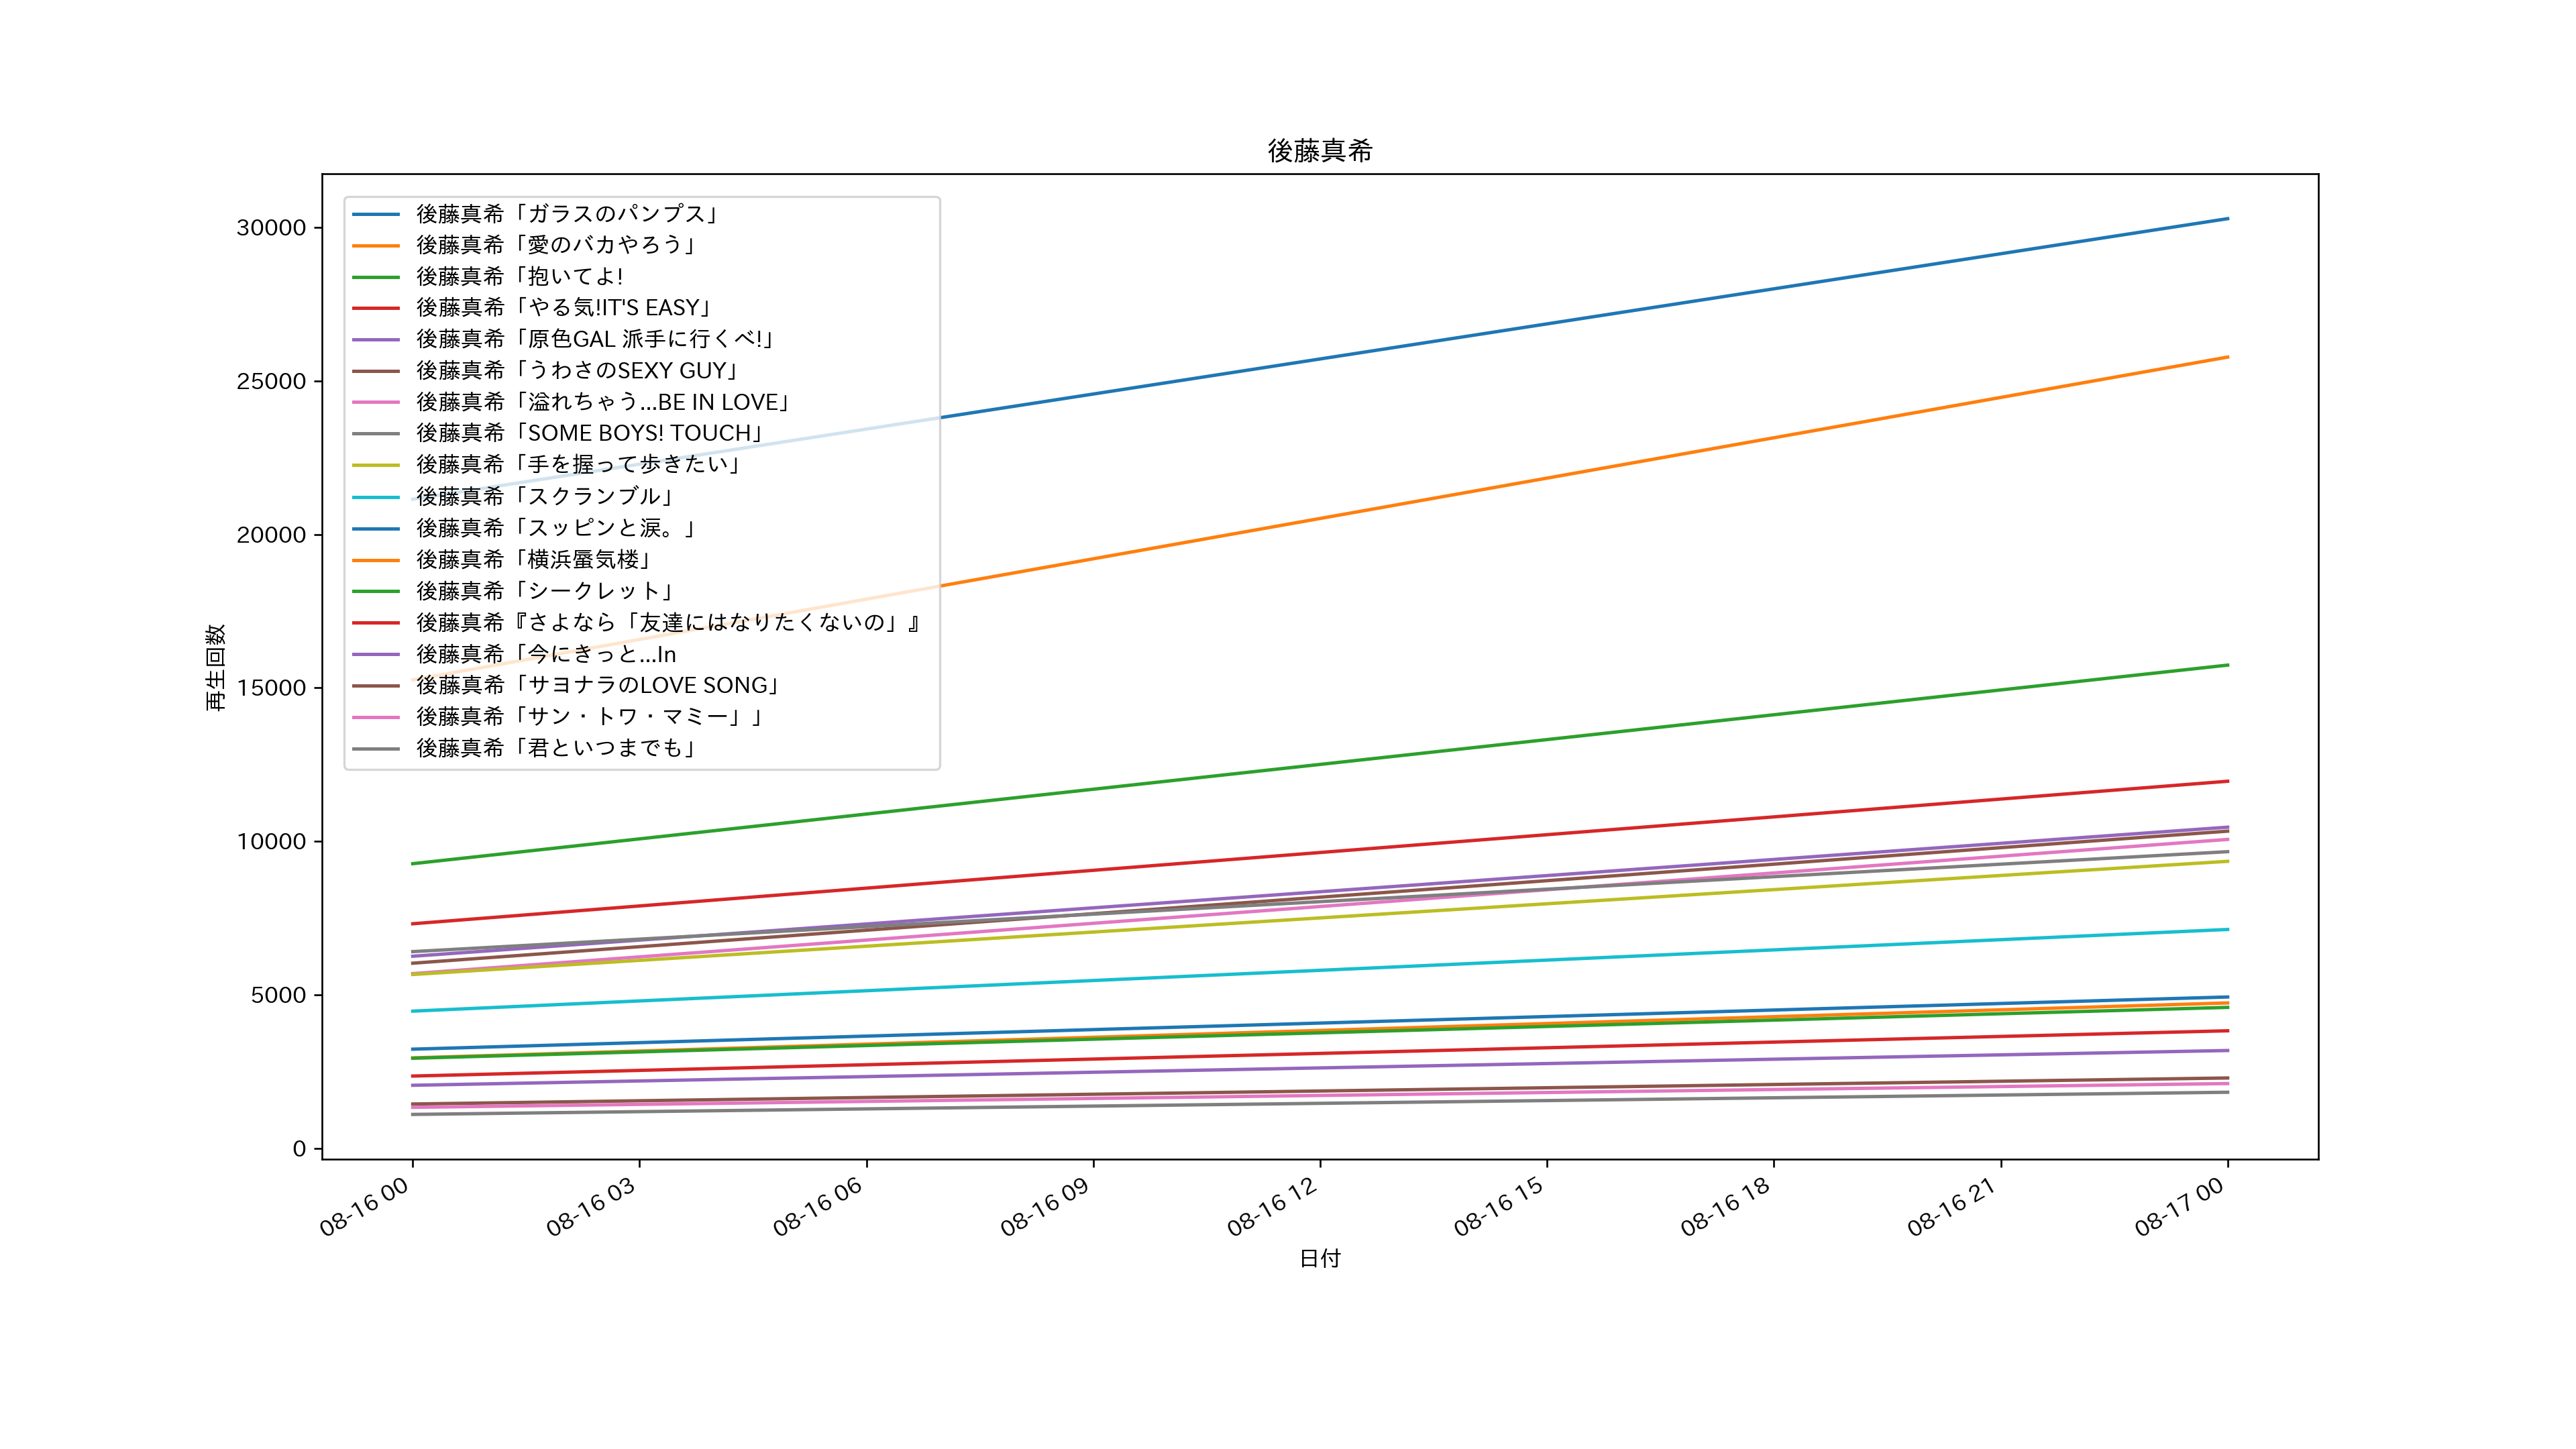 後藤真希
30000
25000
20000
15000
10000
5000
0
再生回数
後藤真希「ガラスのパンプス」
後藤真希「愛のバカやろう」
後藤真希「抱いてよ!
後藤真希「やる気!IT'S EASY」
後藤真希「原色GAL 派手に行くべ!」
後藤真希「うわさのSEXY GUY」
後藤真希「溢れちゃう...BE IN LOVE」
後藤真希「SOME BOYS! TOUCH」
後藤真希「手を握って歩きたい」
後藤真希「スクランブル」
後藤真希「スッピンと涙。」
後藤真希「横浜蜃気楼」
後藤真希「シークレット」
後藤真希『さよなら「友達にはなりたくないの」』
後藤真希「今にきっと...In
後藤真希「サヨナラのLOVE SONG」
後藤真希「サン・トワ・マミー」」
後藤真希「君といつまでも」
08-16 00
08-16 03
08-16 06
08-16 09
08-16 12
08-16 15
08-16 18
08-16 21
08-17 00
日付